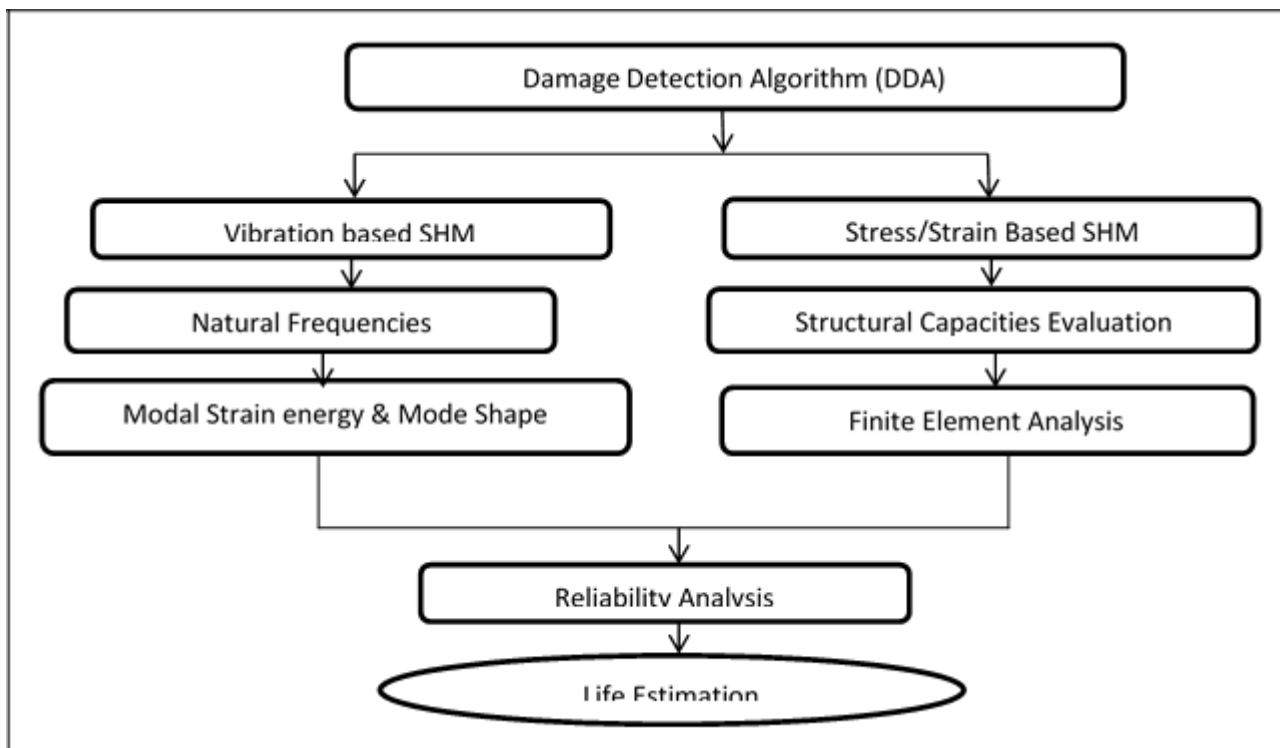 Damage Detection Algorithm (DDA)
Vibration based SHM
Stress/Strain Based SHM
Natural Frequencies
Structural Capacities Evaluation
Modal Strain energy & Mode Shape
Finite Element Analysis
Reliability Analysis
Life Estimation